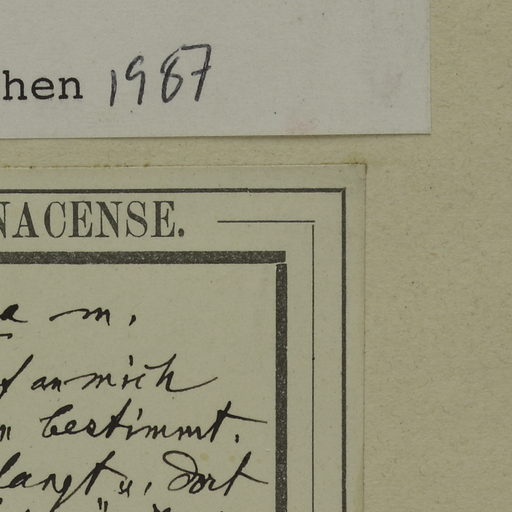 hen 1987
NACENSE.
a m.
f an mich
n bestimmt.
langt u. dort